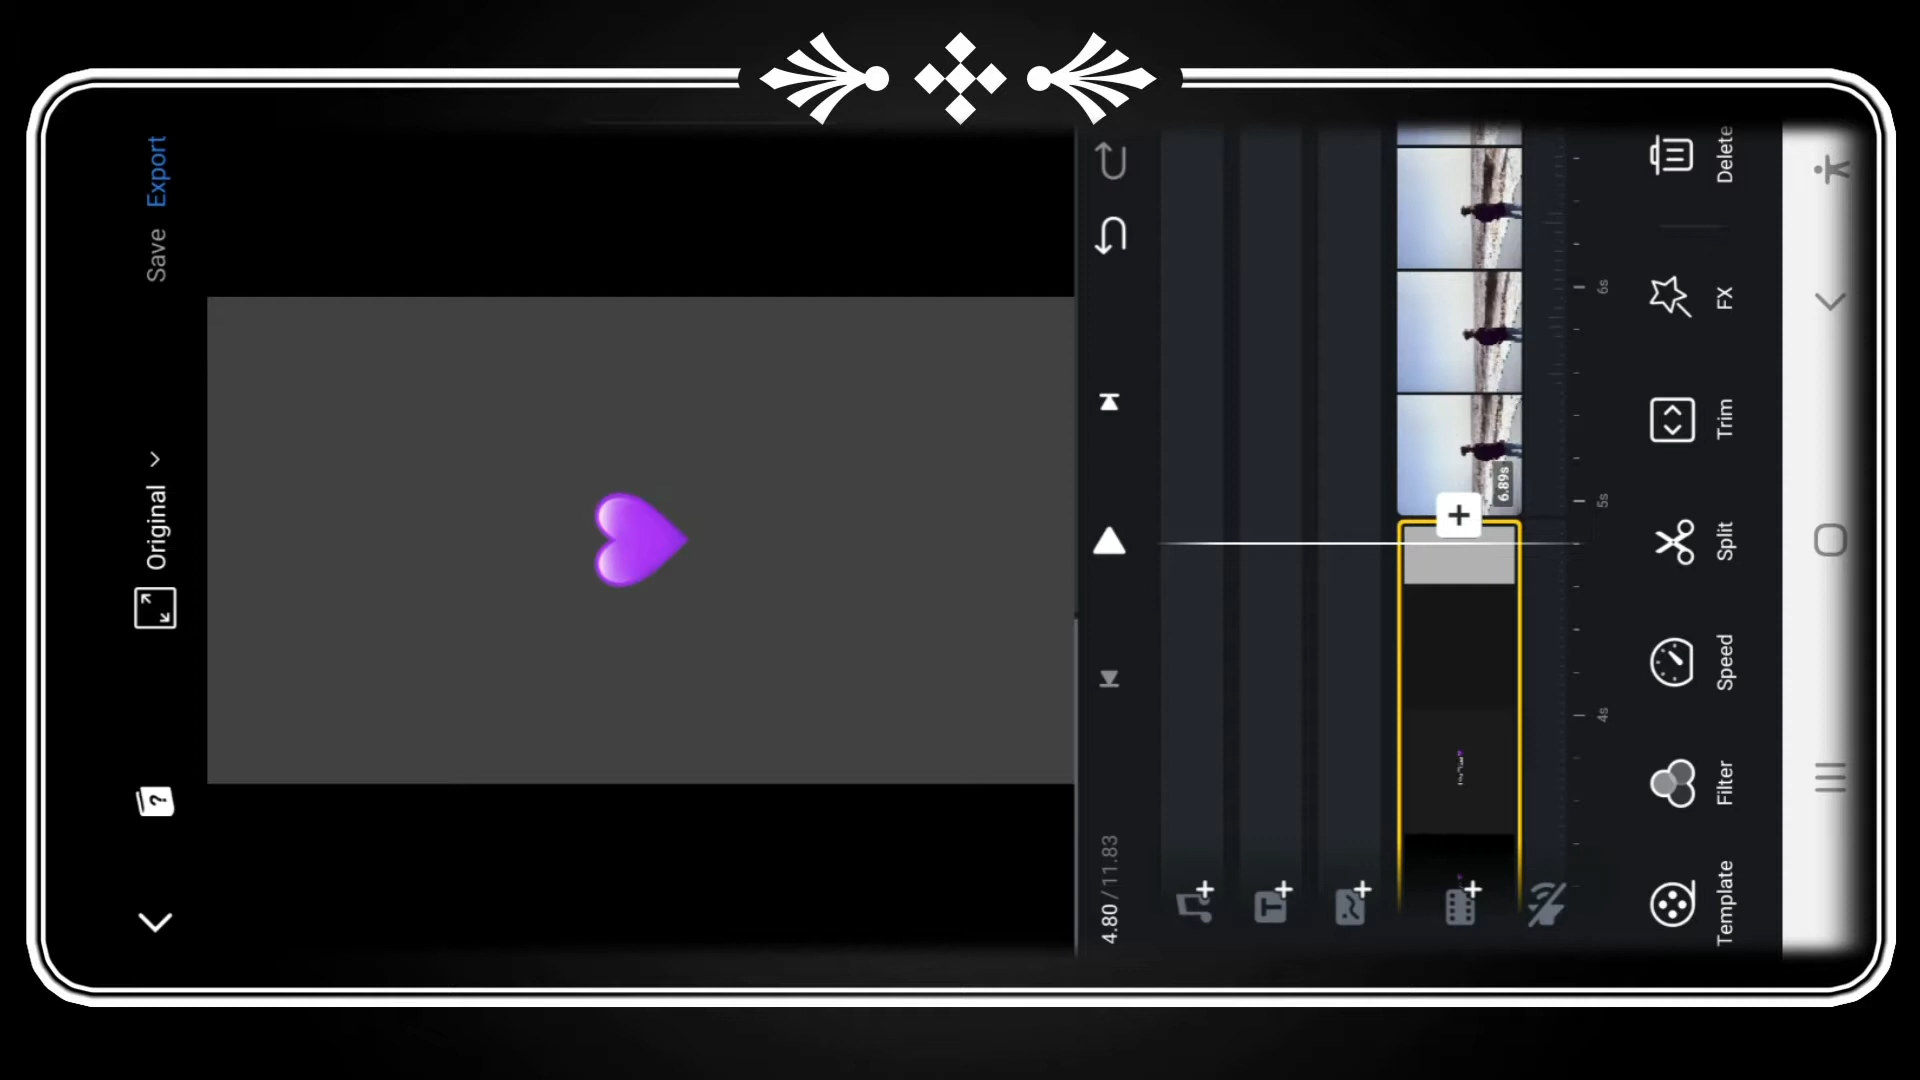 Original
Save
Export
4.80 / 11.83
6.89s
4s
5s
6s
Template
Filter
Speed
Split
Trim
FX
Delete